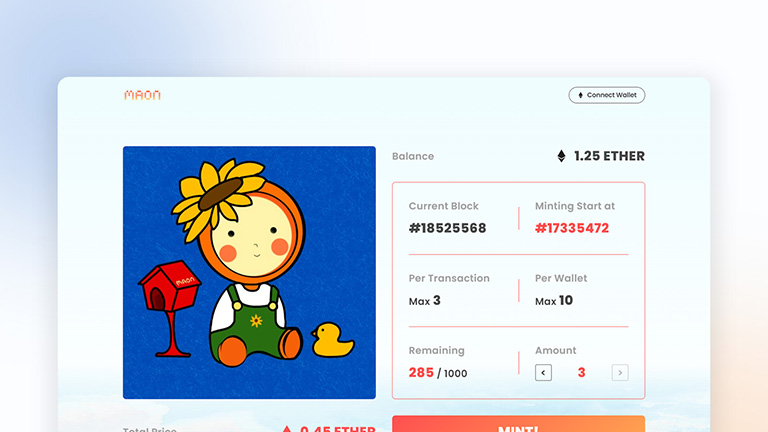 MAON
Connect Wallet
Balance
1.25 ETHER
MAON
Current Block
Minting Start at
#18525568
#17335472
Per Transaction
Per Wallet
Max 3
Max 10
Remaining
Amount
285 / 1000
< 3 >
Total Price
0.45 ETHER
MINT!